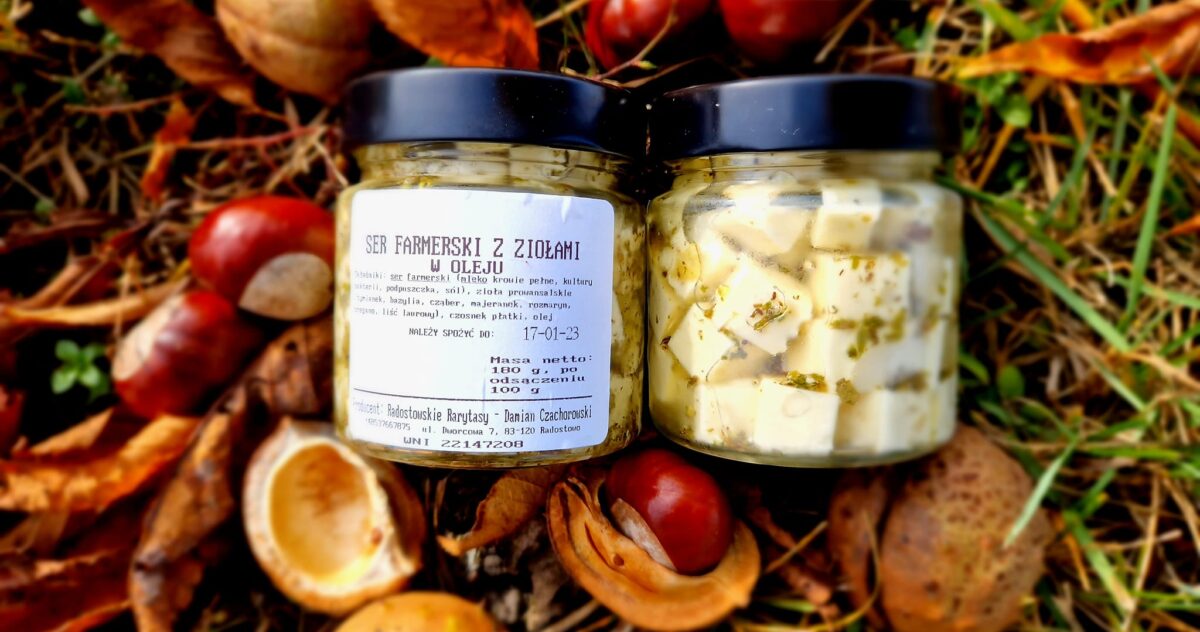 SER FARMERSKI Z ZIOŁAMI
W OLEJU
Składniki: ser farmerski (mleko krowie pełne, kultury
bakterii, podpuszczka, sól), zioła prowansalskie
tymianek, bazylia, cząber, majeranek, rozmaryn,
oregano, liść laurowy), czosnek płatki, olej
NALEŻY SPOŻYĆ DO: 17-01-23
Masa netto:
180 g, po
odsączeniu
100 g
Producent: Radostowskie Rarytasy - Damian Czachorowski
ul. Dworcowa 7, 83-120 Radostowo
WNI 22147208